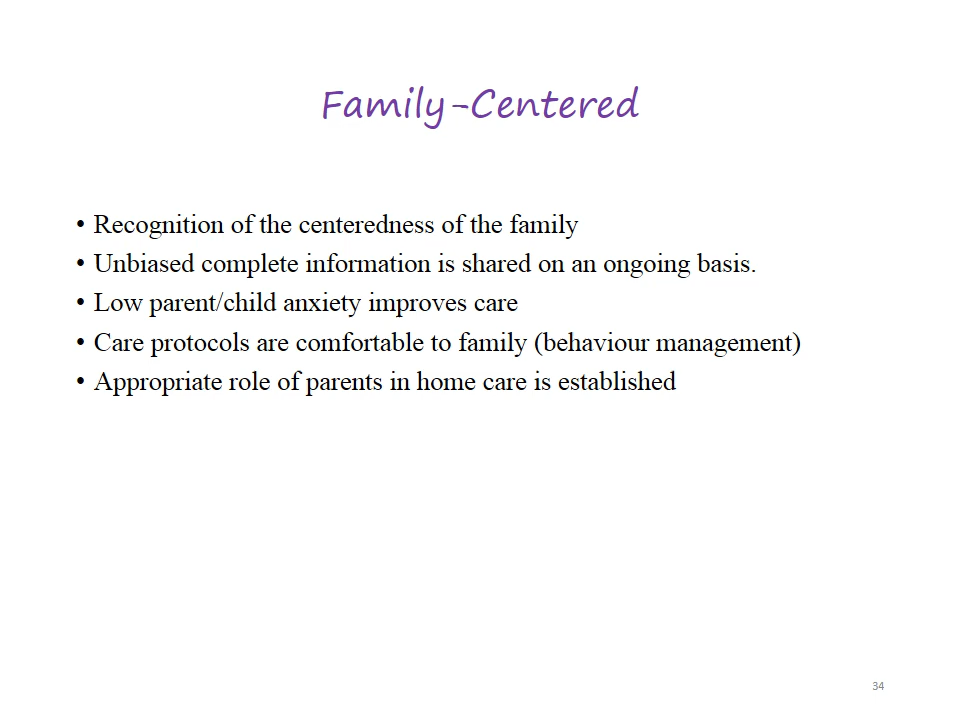 Family-Centered
• Recognition of the centeredness of the family
• Unbiased complete information is shared on an ongoing basis.
• Low parent/child anxiety improves care
• Care protocols are comfortable to family (behaviour management)
• Appropriate role of parents in home care is established
34